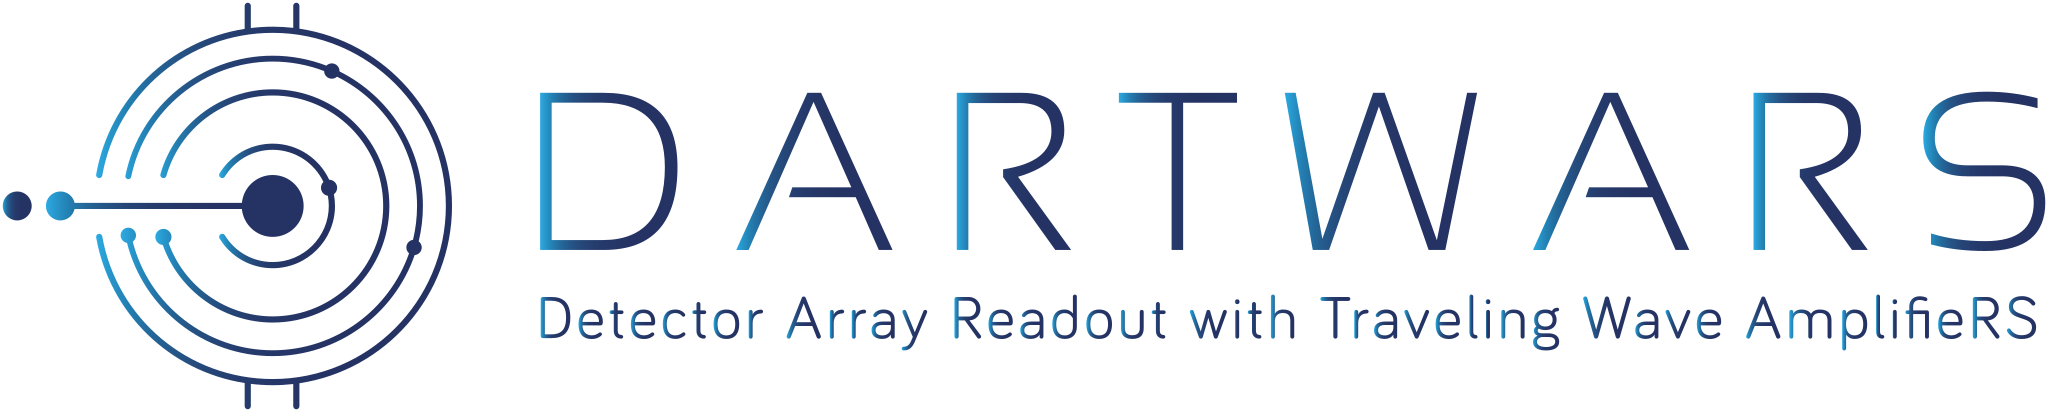 DARTWARS
Detector Array Readout with Traveling Wave AmplifieRS